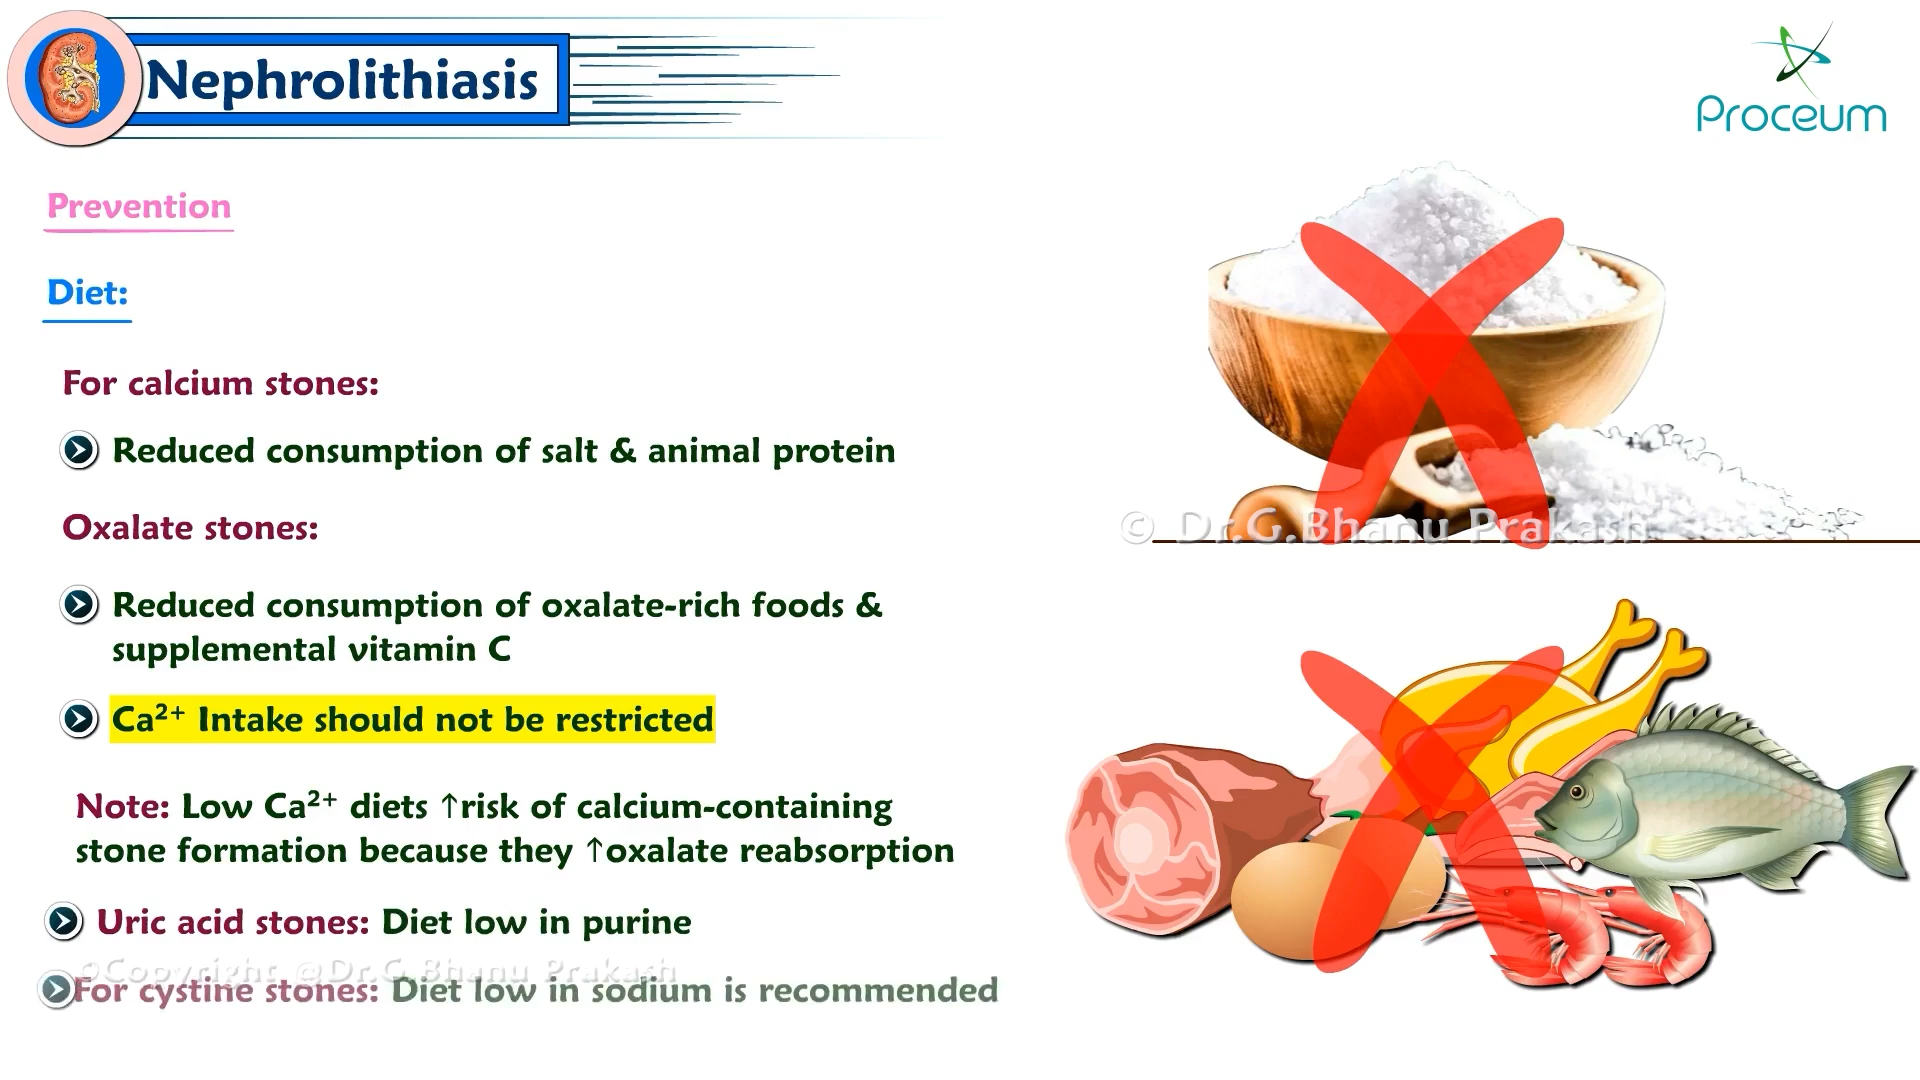 Nephrolithiasis
Proceum
Prevention
Diet:
For calcium stones:
Reduced consumption of salt & animal protein
Oxalate stones:
© Dr.G.Bhanu Prakash
Reduced consumption of oxalate-rich foods &
supplemental vitamin C
Ca²⁺ Intake should not be restricted
Note: Low Ca²⁺ diets ↑risk of calcium-containing
stone formation because they ↑oxalate reabsorption
Uric acid stones: Diet low in purine
©Copyright @Dr.G.Bhanu Prakash
For cystine stones: Diet low in sodium is recommended